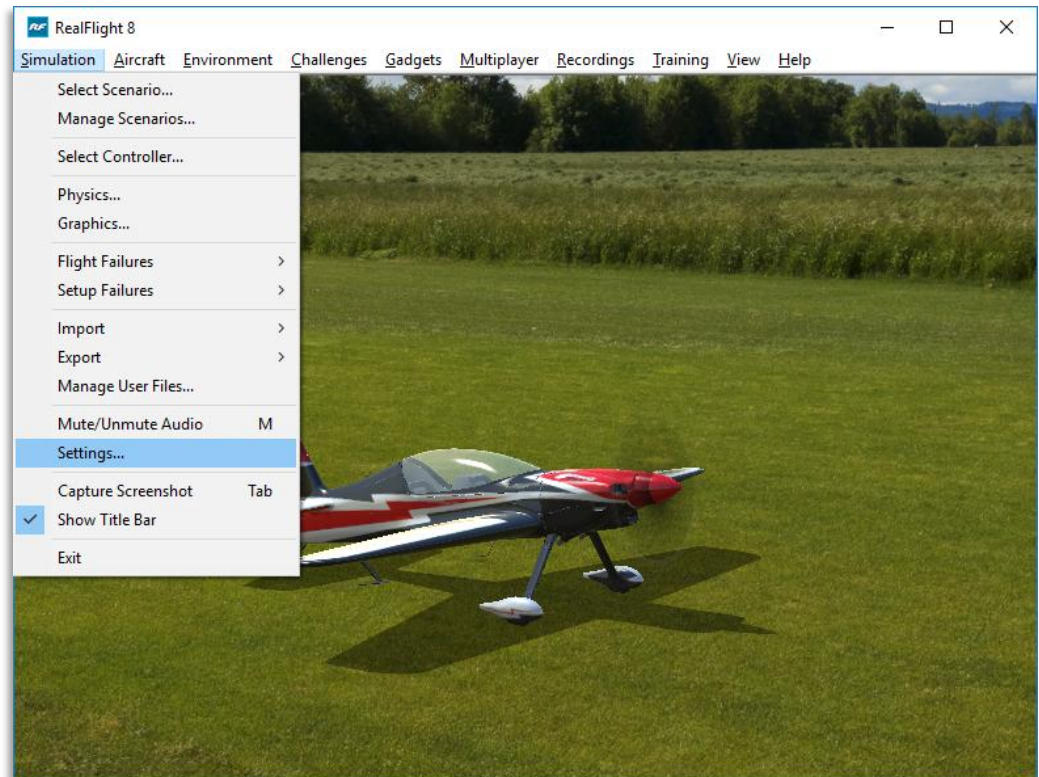 RF RealFlight 8
Simulation Aircraft Environment Challenges Gadgets Multiplayer Recordings Training View Help
Select Scenario...
Manage Scenarios...
Select Controller...
Physics...
Graphics...
Flight Failures
Setup Failures
Import
Export
Manage User Files...
Mute/Unmute Audio M
Settings...
Capture Screenshot Tab
Show Title Bar
Exit